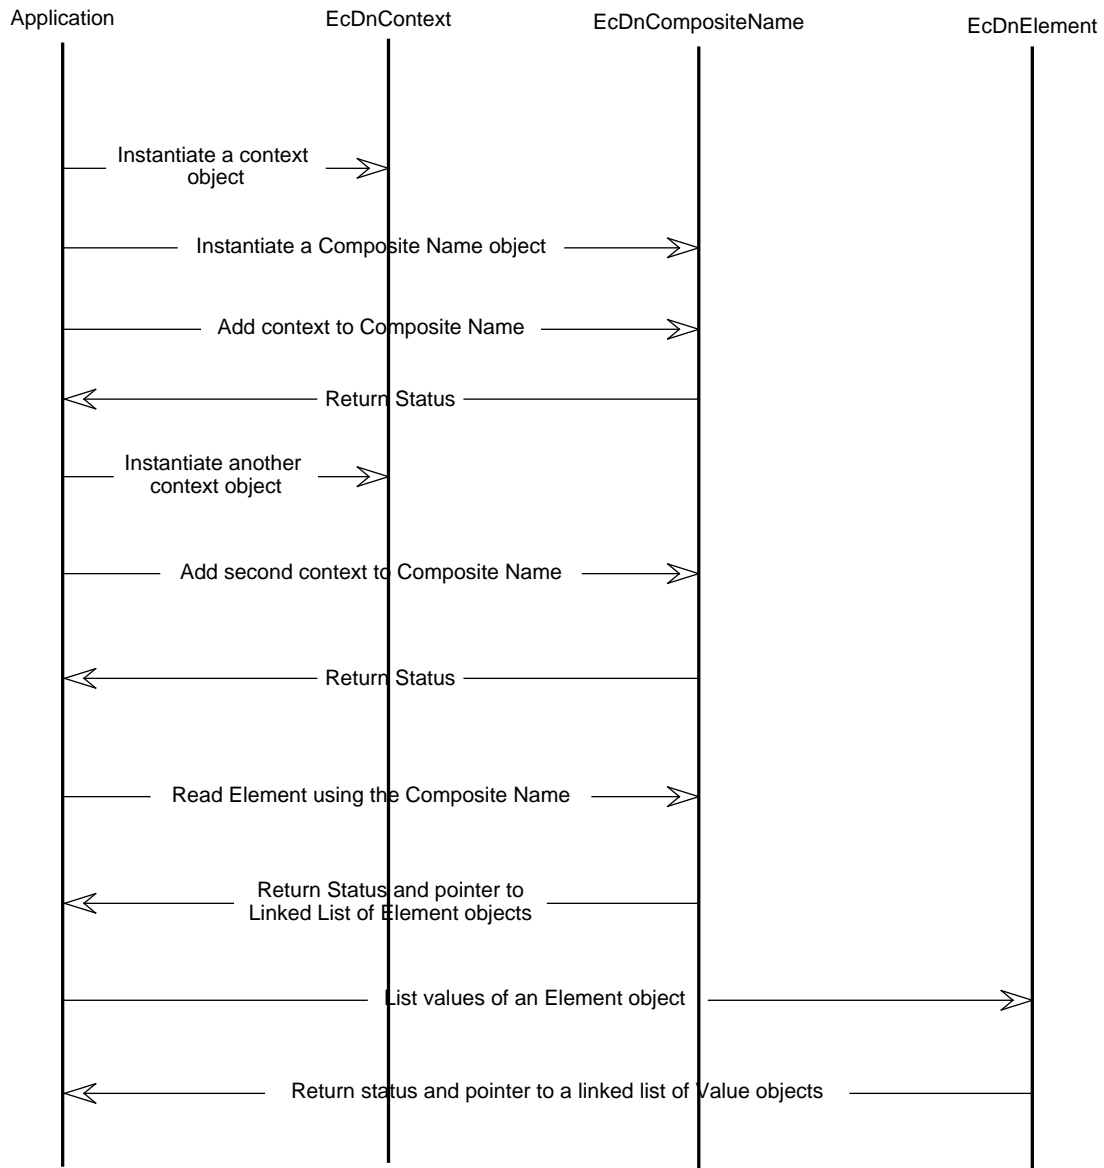 Application
EcDnContext
EcDnCompositeName
EcDnElement
Instantiate a context
object
Instantiate a Composite Name object
Add context to Composite Name
Return Status
Instantiate another
context object
Add second context to Composite Name
Return Status
Read Element using the Composite Name
Return Status and pointer to
Linked List of Element objects
List values of an Element object
Return status and pointer to a linked list of Value objects